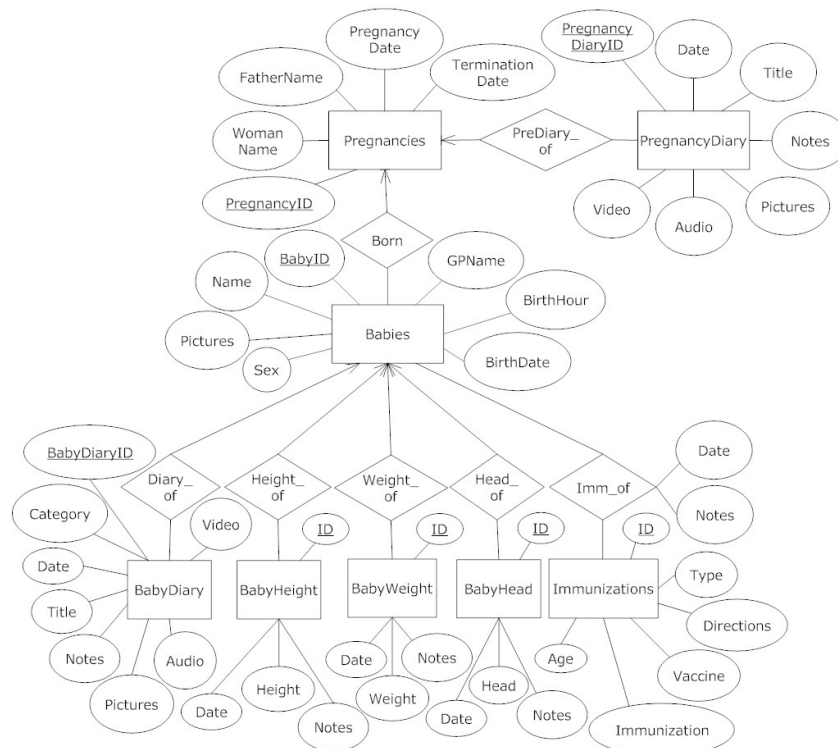 Pregnancy
Date
Pregnancy
DiaryID
Date
FatherName
Termination
Date
Title
Woman
Name
Pregnancies
PreDiary_
of
PregnancyDiary
Notes
PregnancyID
Video
Audio
Pictures
Born
BabyID
GPName
Name
BirthHour
Pictures
Babies
Sex
BirthDate
BabyDiaryID
Diary_
of
Height_
of
Weight_
of
Head_
of
Imm_of
Date
Category
Video
ID
ID
ID
ID
Notes
Date
BabyDiary
BabyHeight
BabyWeight
BabyHead
Immunizations
Type
Title
Directions
Notes
Audio
Date
Notes
Age
Vaccine
Pictures
Date
Height
Notes
Weight
Date
Head
Notes
Immunization